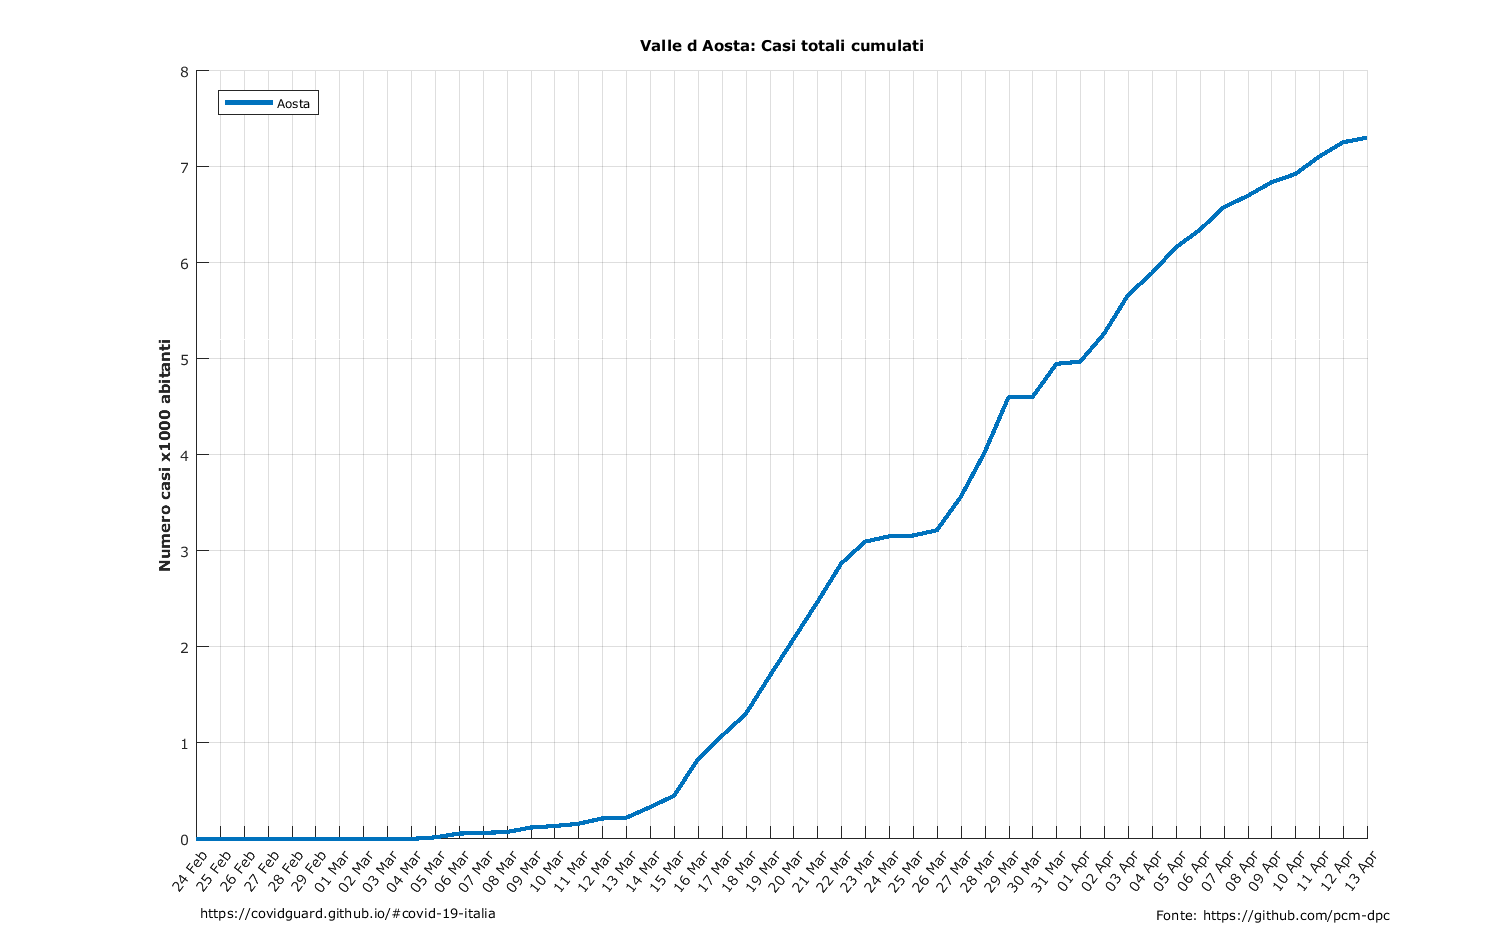 Valle d Aosta: Casi totali cumulati
8
Aosta
7
6
5
4
3
2
1
0
Numero casi x1000 abitanti
24 Feb
25 Feb
26 Feb
27 Feb
28 Feb
29 Feb
01 Mar
02 Mar
03 Mar
04 Mar
05 Mar
06 Mar
07 Mar
08 Mar
09 Mar
10 Mar
11 Mar
12 Mar
13 Mar
14 Mar
15 Mar
16 Mar
17 Mar
18 Mar
19 Mar
20 Mar
21 Mar
22 Mar
23 Mar
24 Mar
25 Mar
26 Mar
27 Mar
28 Mar
29 Mar
30 Mar
31 Mar
01 Apr
02 Apr
03 Apr
04 Apr
05 Apr
06 Apr
07 Apr
08 Apr
09 Apr
10 Apr
11 Apr
12 Apr
13 Apr
https://covidguard.github.io/#covid-19-italia
Fonte: https://github.com/pcm-dpc